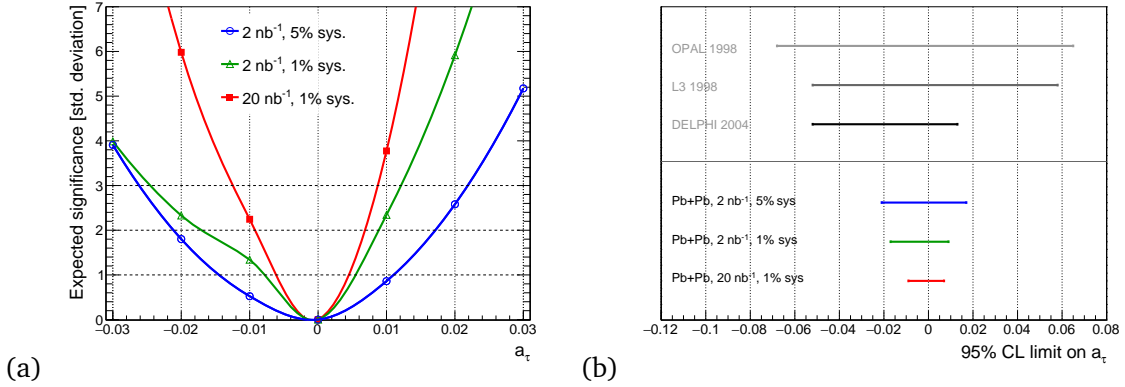 Expected significance [std. deviation]
7
6
5
4
3
2
1
0
2 nb⁻¹, 5% sys.
2 nb⁻¹, 1% sys.
20 nb⁻¹, 1% sys.
−0.03 −0.02 −0.01 0 0.01 0.02 0.03
aτ
(a)
OPAL 1998
L3 1998
DELPHI 2004
Pb+Pb, 2 nb⁻¹, 5% sys
Pb+Pb, 2 nb⁻¹, 1% sys
Pb+Pb, 20 nb⁻¹, 1% sys
−0.12 −0.1 −0.08 −0.06 −0.04 −0.02 0 0.02 0.04 0.06 0.08
95% CL limit on aτ
(b)